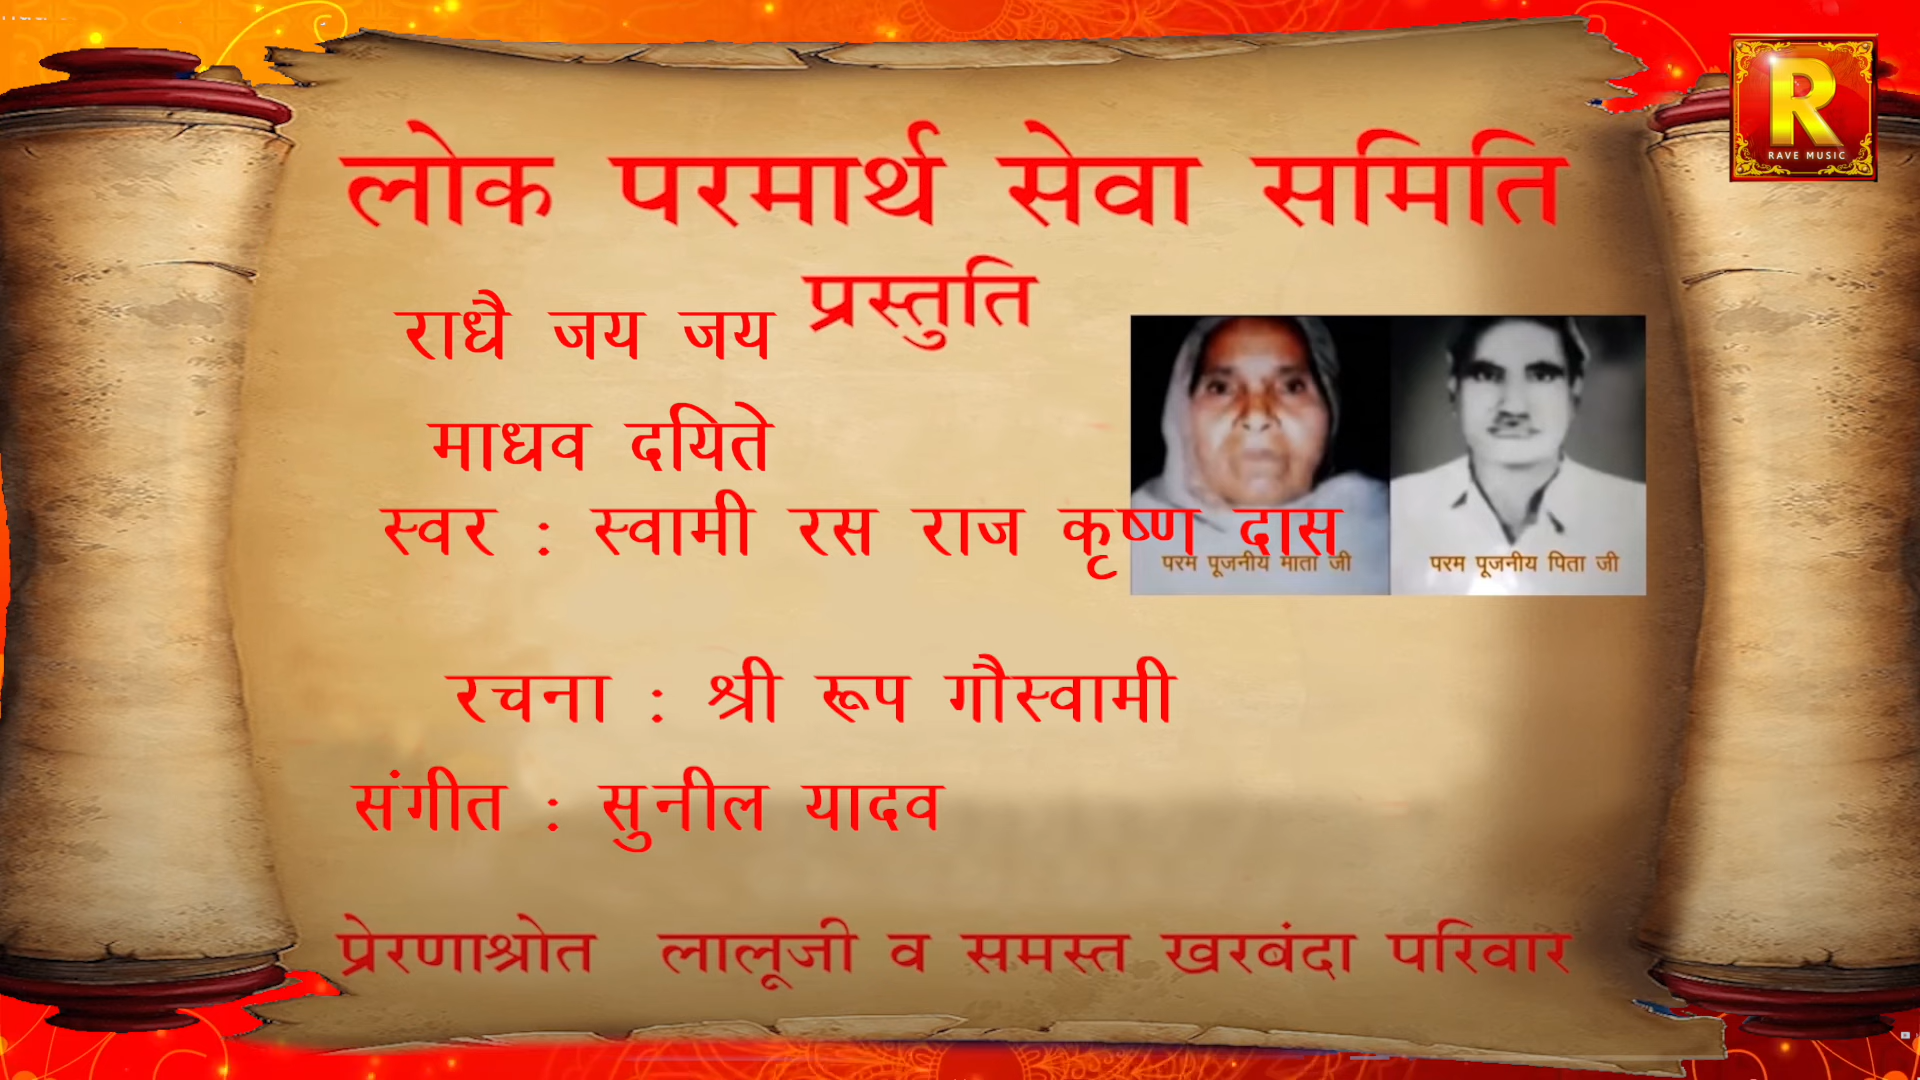 R
RAVE MUSIC
लोक परमार्थ सेवा समिति
प्रस्तुति
राधै जय जय
माधव दयिते
स्वर : स्वामी रस राज कृष्ण दास
परम पूजनीय माता जी
परम पूजनीय पिता जी
रचना : श्री रूप गौस्वामी
संगीत : सुनील यादव
प्रेरणाश्रोत लालूजी व समस्त खरबंदा परिवार